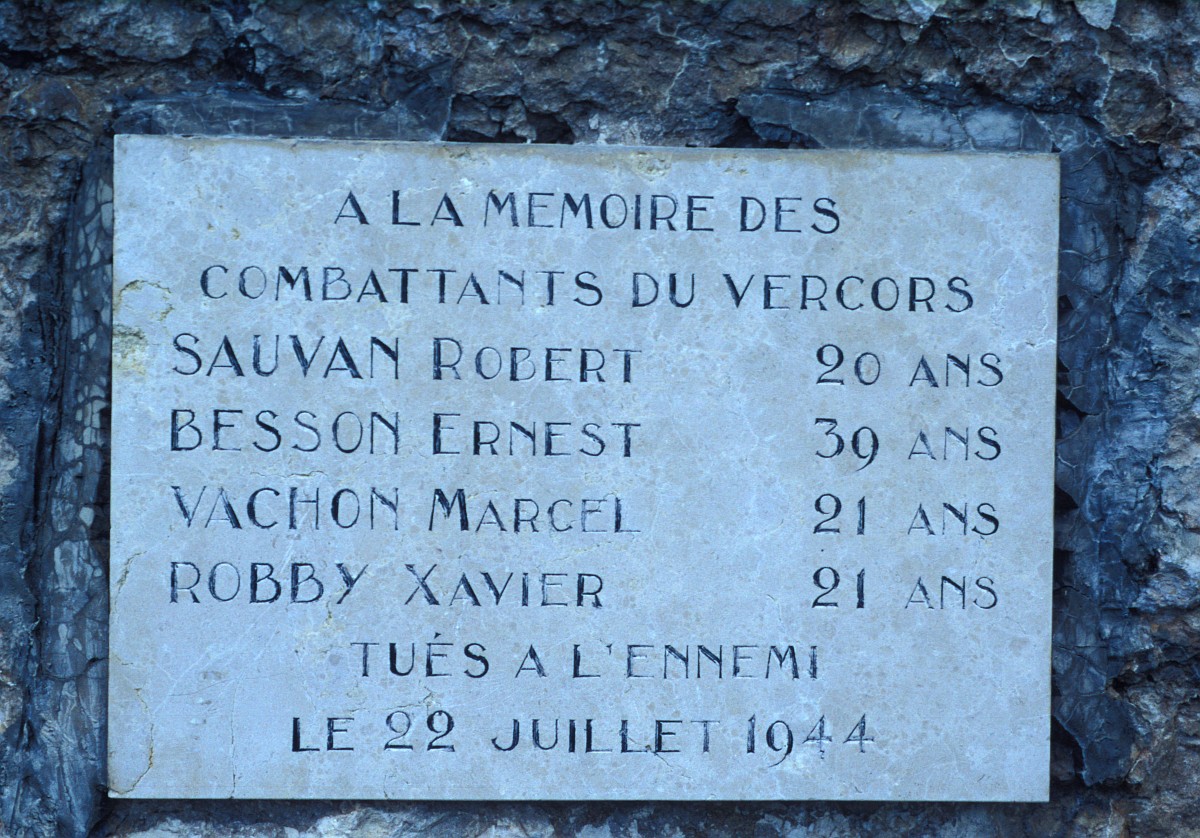 A LA MEMOIRE DES
COMBATTANTS DU VERCORS
SAUVAN ROBERT 20 ANS
BESSON ERNEST 39 ANS
VACHON MARCEL 21 ANS
ROBBY XAVIER 21 ANS
TUÉS A L'ENNEMI
LE 22 JUILLET 1944